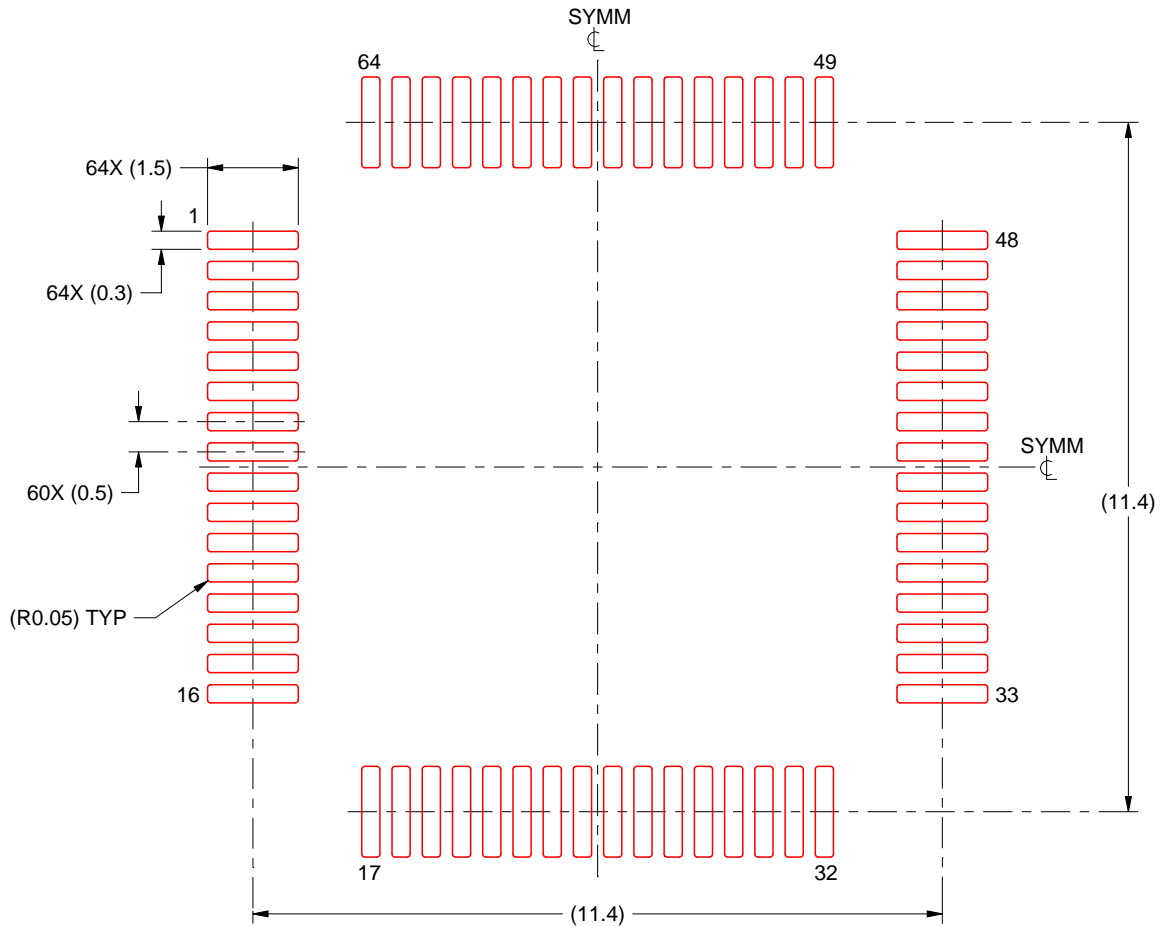 SYMM
64
49
64X (1.5)
1
48
64X (0.3)
SYMM
60X (0.5)
(11.4)
(R0.05) TYP
16
33
17
32
(11.4)